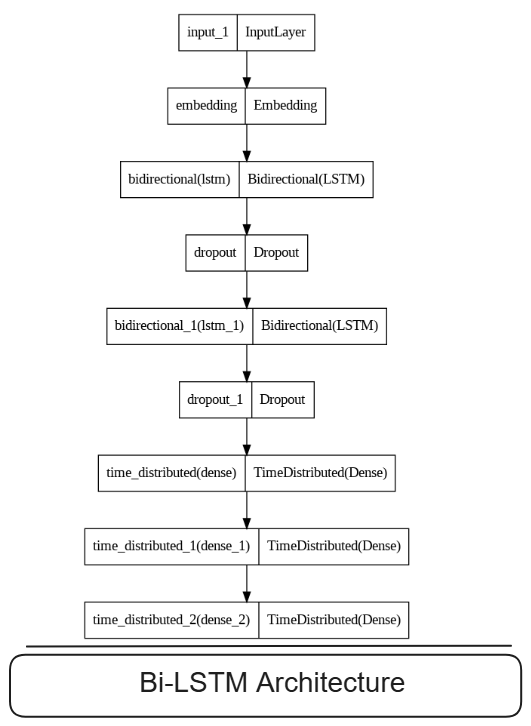 input_1 InputLayer
embedding Embedding
bidirectional(lstm) Bidirectional(LSTM)
dropout Dropout
bidirectional_1(lstm_1) Bidirectional(LSTM)
dropout_1 Dropout
time_distributed(dense) TimeDistributed(Dense)
time_distributed_1(dense_1) TimeDistributed(Dense)
time_distributed_2(dense_2) TimeDistributed(Dense)
Bi-LSTM Architecture